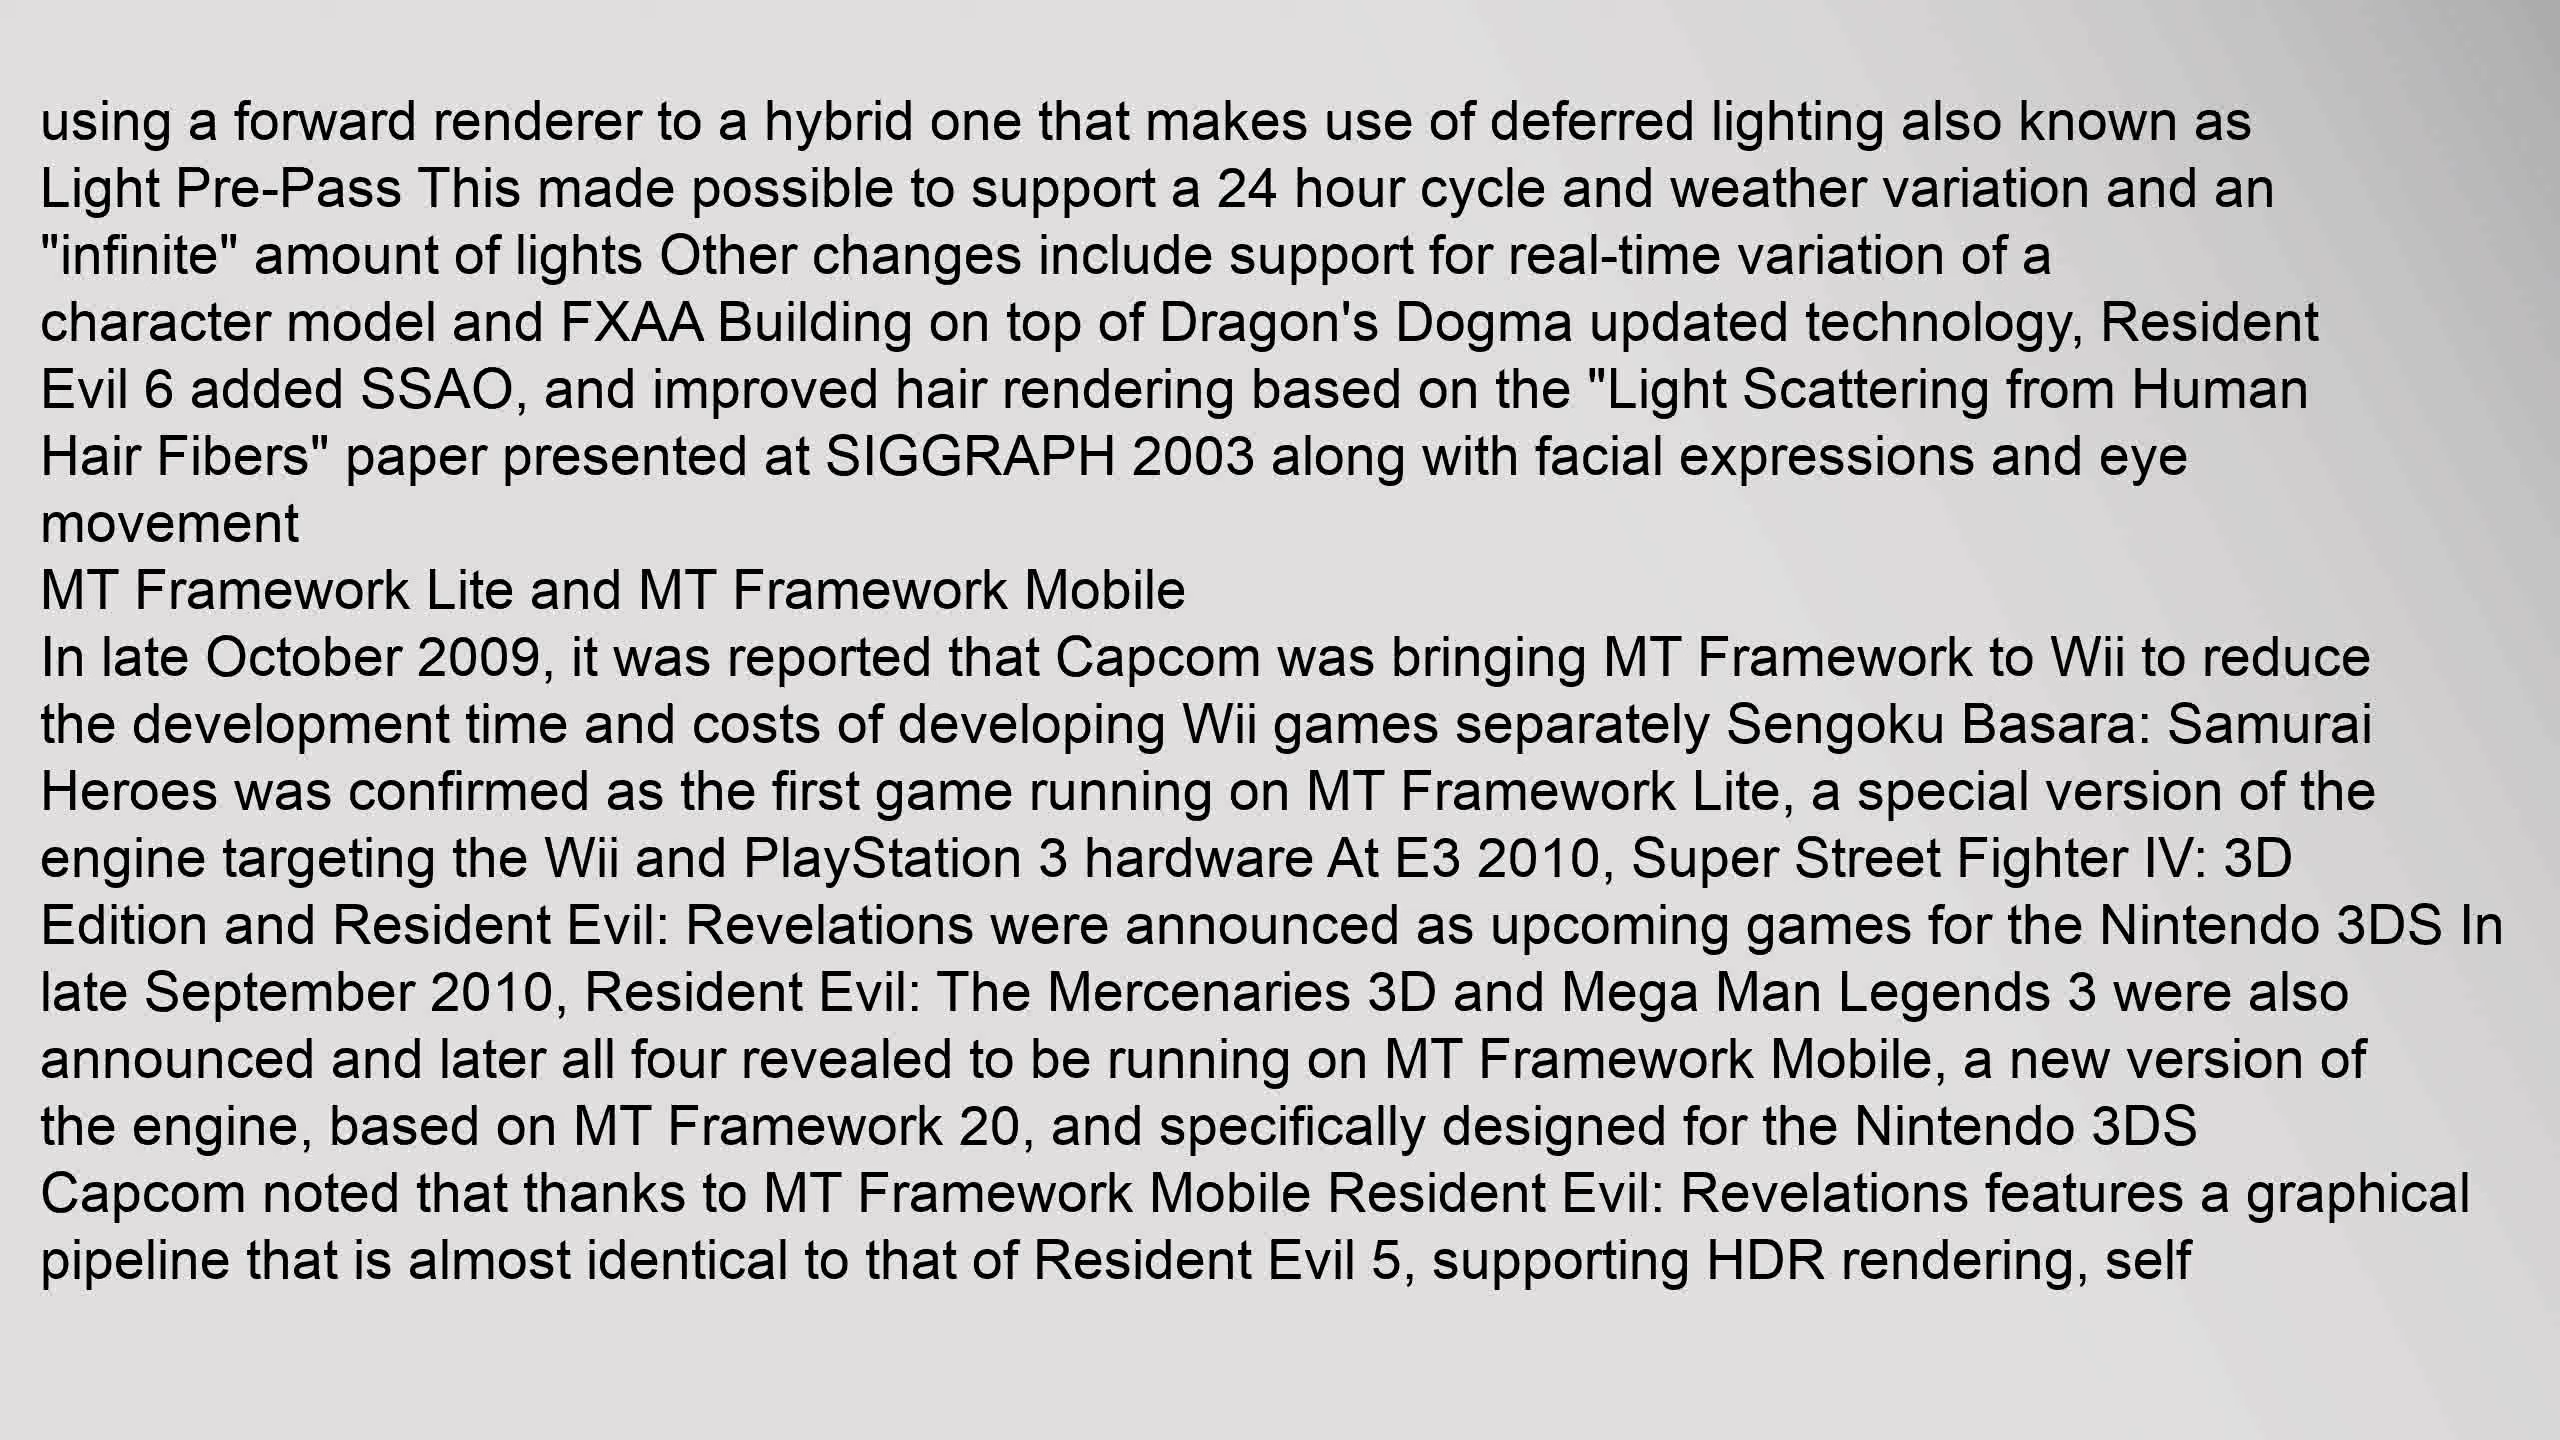 using a forward renderer to a hybrid one that makes use of deferred lighting also known as
Light Pre-Pass This made possible to support a 24 hour cycle and weather variation and an
"infinite" amount of lights Other changes include support for real-time variation of a
character model and FXAA Building on top of Dragon's Dogma updated technology, Resident
Evil 6 added SSAO, and improved hair rendering based on the "Light Scattering from Human
Hair Fibers" paper presented at SIGGRAPH 2003 along with facial expressions and eye
movement
MT Framework Lite and MT Framework Mobile
In late October 2009, it was reported that Capcom was bringing MT Framework to Wii to reduce
the development time and costs of developing Wii games separately Sengoku Basara: Samurai
Heroes was confirmed as the first game running on MT Framework Lite, a special version of the
engine targeting the Wii and PlayStation 3 hardware At E3 2010, Super Street Fighter IV: 3D
Edition and Resident Evil: Revelations were announced as upcoming games for the Nintendo 3DS In
late September 2010, Resident Evil: The Mercenaries 3D and Mega Man Legends 3 were also
announced and later all four revealed to be running on MT Framework Mobile, a new version of
the engine, based on MT Framework 20, and specifically designed for the Nintendo 3DS
Capcom noted that thanks to MT Framework Mobile Resident Evil: Revelations features a graphical
pipeline that is almost identical to that of Resident Evil 5, supporting HDR rendering, self